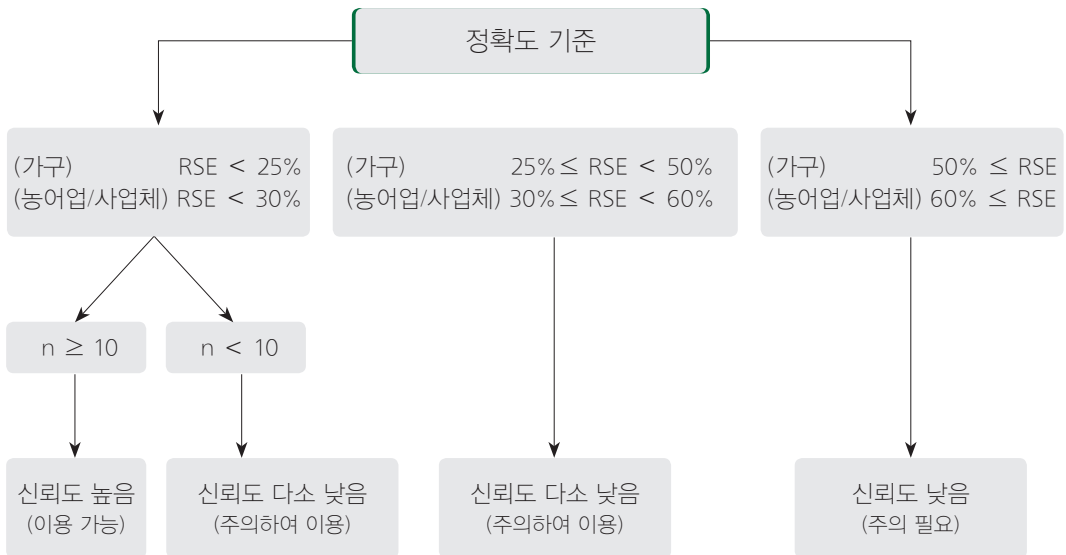 정확도 기준
(가구) RSE < 25%
(농어업/사업체) RSE < 30%
(가구) 25%≤ RSE < 50%
(농어업/사업체) 30%≤ RSE < 60%
(가구) 50% ≤ RSE
(농어업/사업체) 60% ≤ RSE
n ≥ 10
n < 10
신뢰도 높음
(이용 가능)
신뢰도 다소 낮음
(주의하여 이용)
신뢰도 다소 낮음
(주의하여 이용)
신뢰도 낮음
(주의 필요)